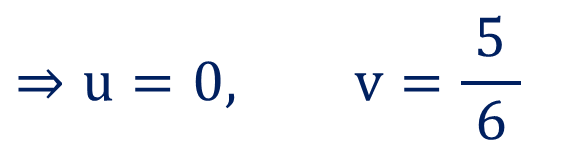 ⇒ u = 0, v = 5/6